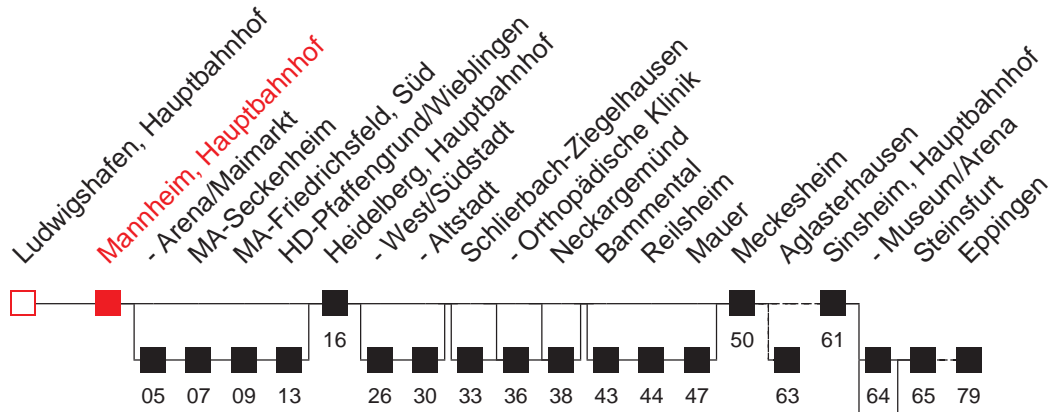 Ludwigshafen, Hauptbahnhof
Mannheim, Hauptbahnhof
- Arena/Maimarkt
MA-Seckenheim
MA-Friedrichsfeld, Süd
HD-Pfaffengrund/Wieblingen
Heidelberg, Hauptbahnhof
- West/Südstadt
- Altstadt
Schlierbach-Ziegelhausen
- Orthopädische Klinik
Neckargemünd
Bammental
Reilsheim
Mauer
Meckesheim
Aglasterhausen
Sinsheim, Hauptbahnhof
- Museum/Arena
Steinsfurt
Eppingen
16 50 61
05 07 09 13 26 30 33 36 38 43 44 47 63 64 65 79